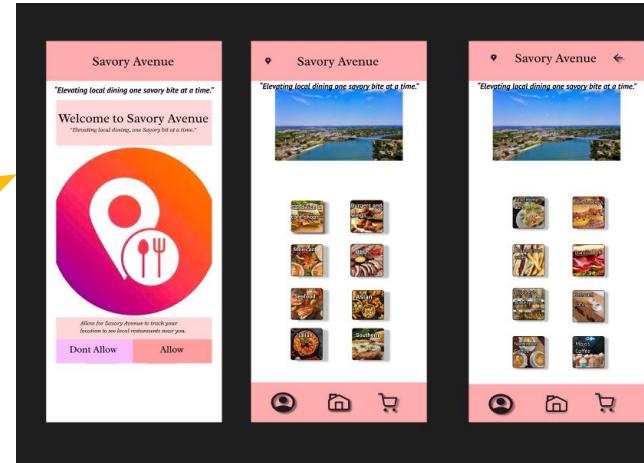 Savory Avenue
"Elevating local dining one savory bite at a time."
Welcome to Savory Avenue
"Elevating local dining, one Savory bit at a time."
Allow for Savory Avenue to track your
location to see local restaurants near you.
Dont Allow
Allow
Savory Avenue
"Elevating local dining one savory bite at a time."
Burgers and
Mexican
BBQ
Seafood
Asian
Italian
Southern
Savory Avenue
"Elevating local dining one savory bite at a time."
Coffee